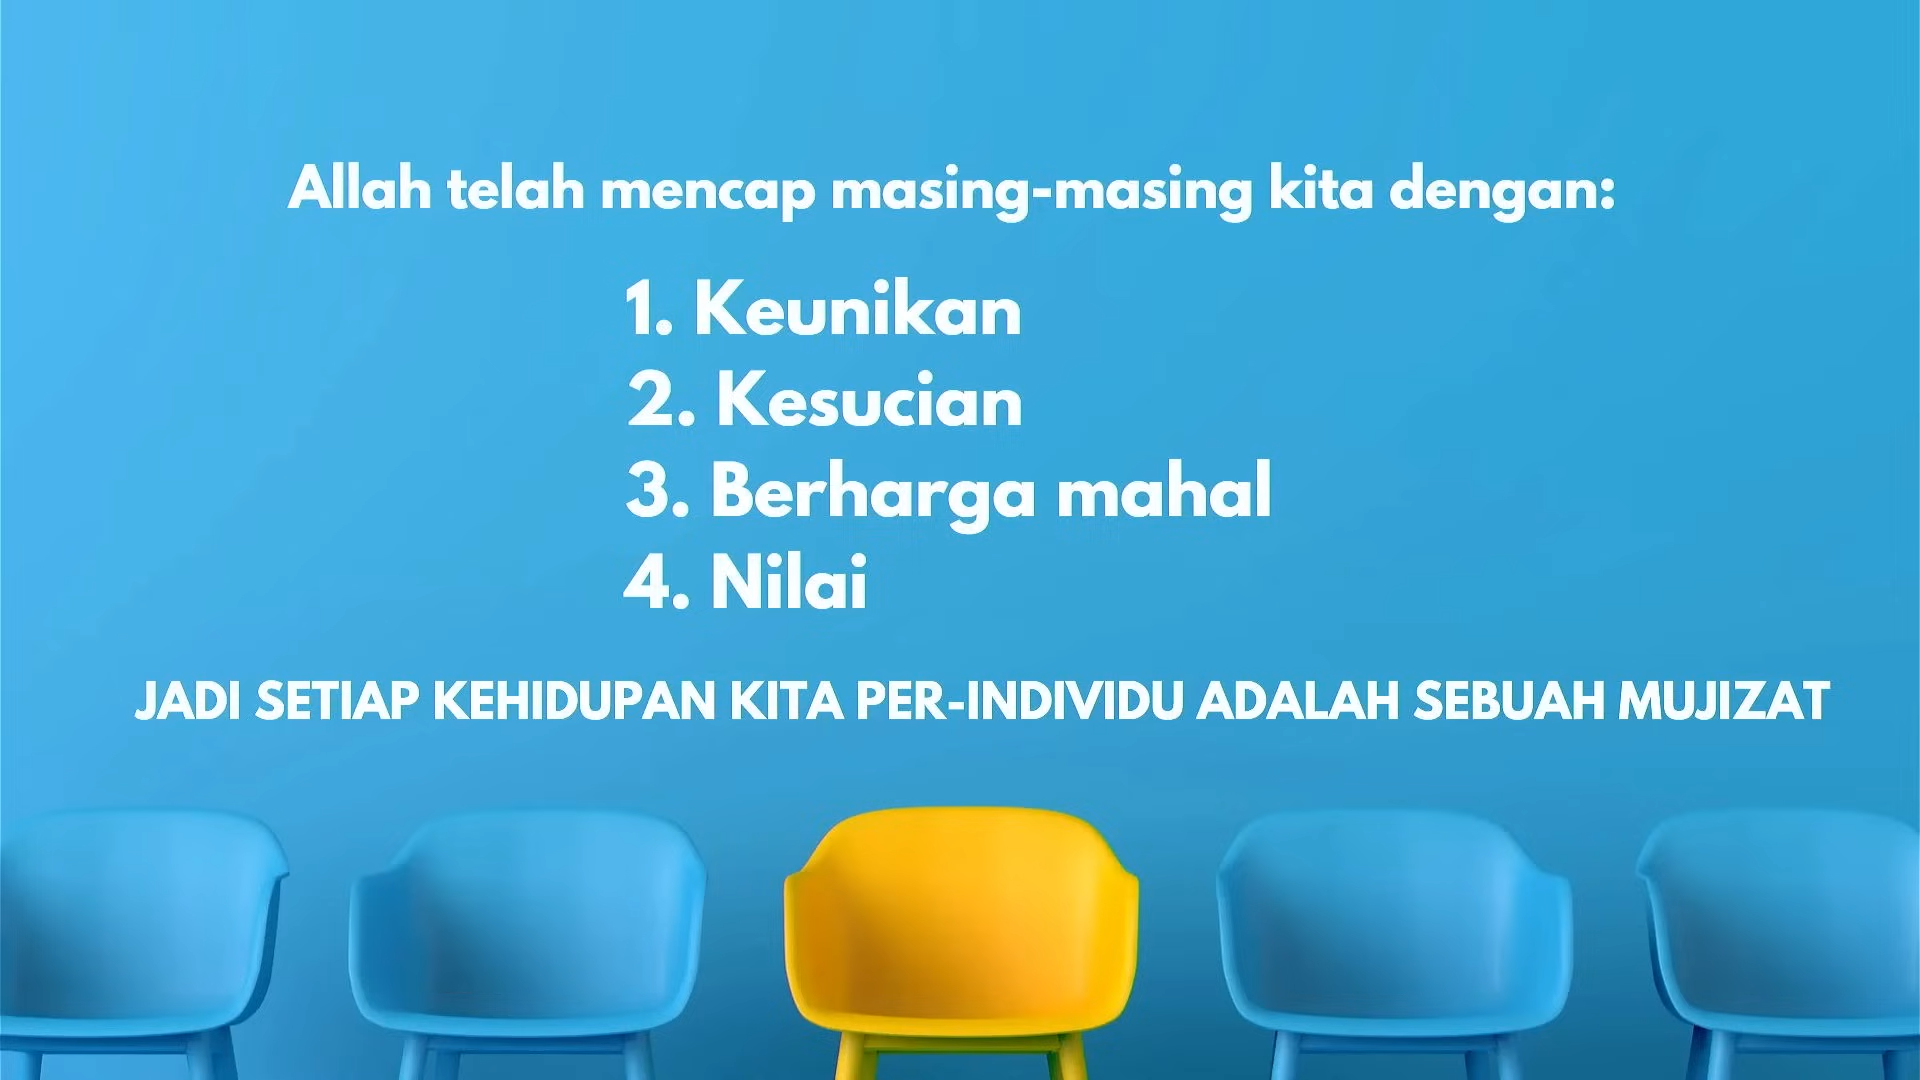 Allah telah mencap masing-masing kita dengan:
1. Keunikan
2. Kesucian
3. Berharga mahal
4. Nilai
JADI SETIAP KEHIDUPAN KITA PER-INDIVIDU ADALAH SEBUAH MUJIZAT